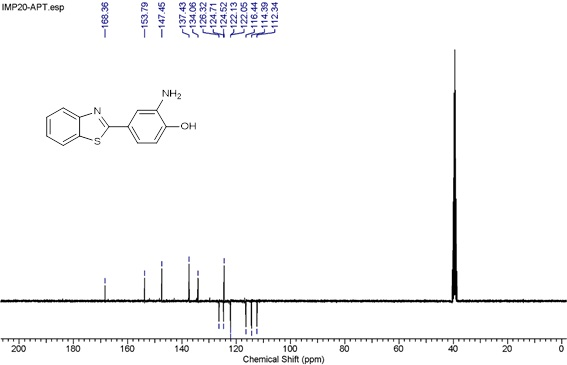 IMP20-APT.esp
168.36
153.79
147.45
137.43
134.06
126.32
124.71
124.52
122.13
122.05
116.44
114.39
112.34
NH2
N
OH
S
200 180 160 140 120 100 80 60 40 20 0
Chemical Shift (ppm)